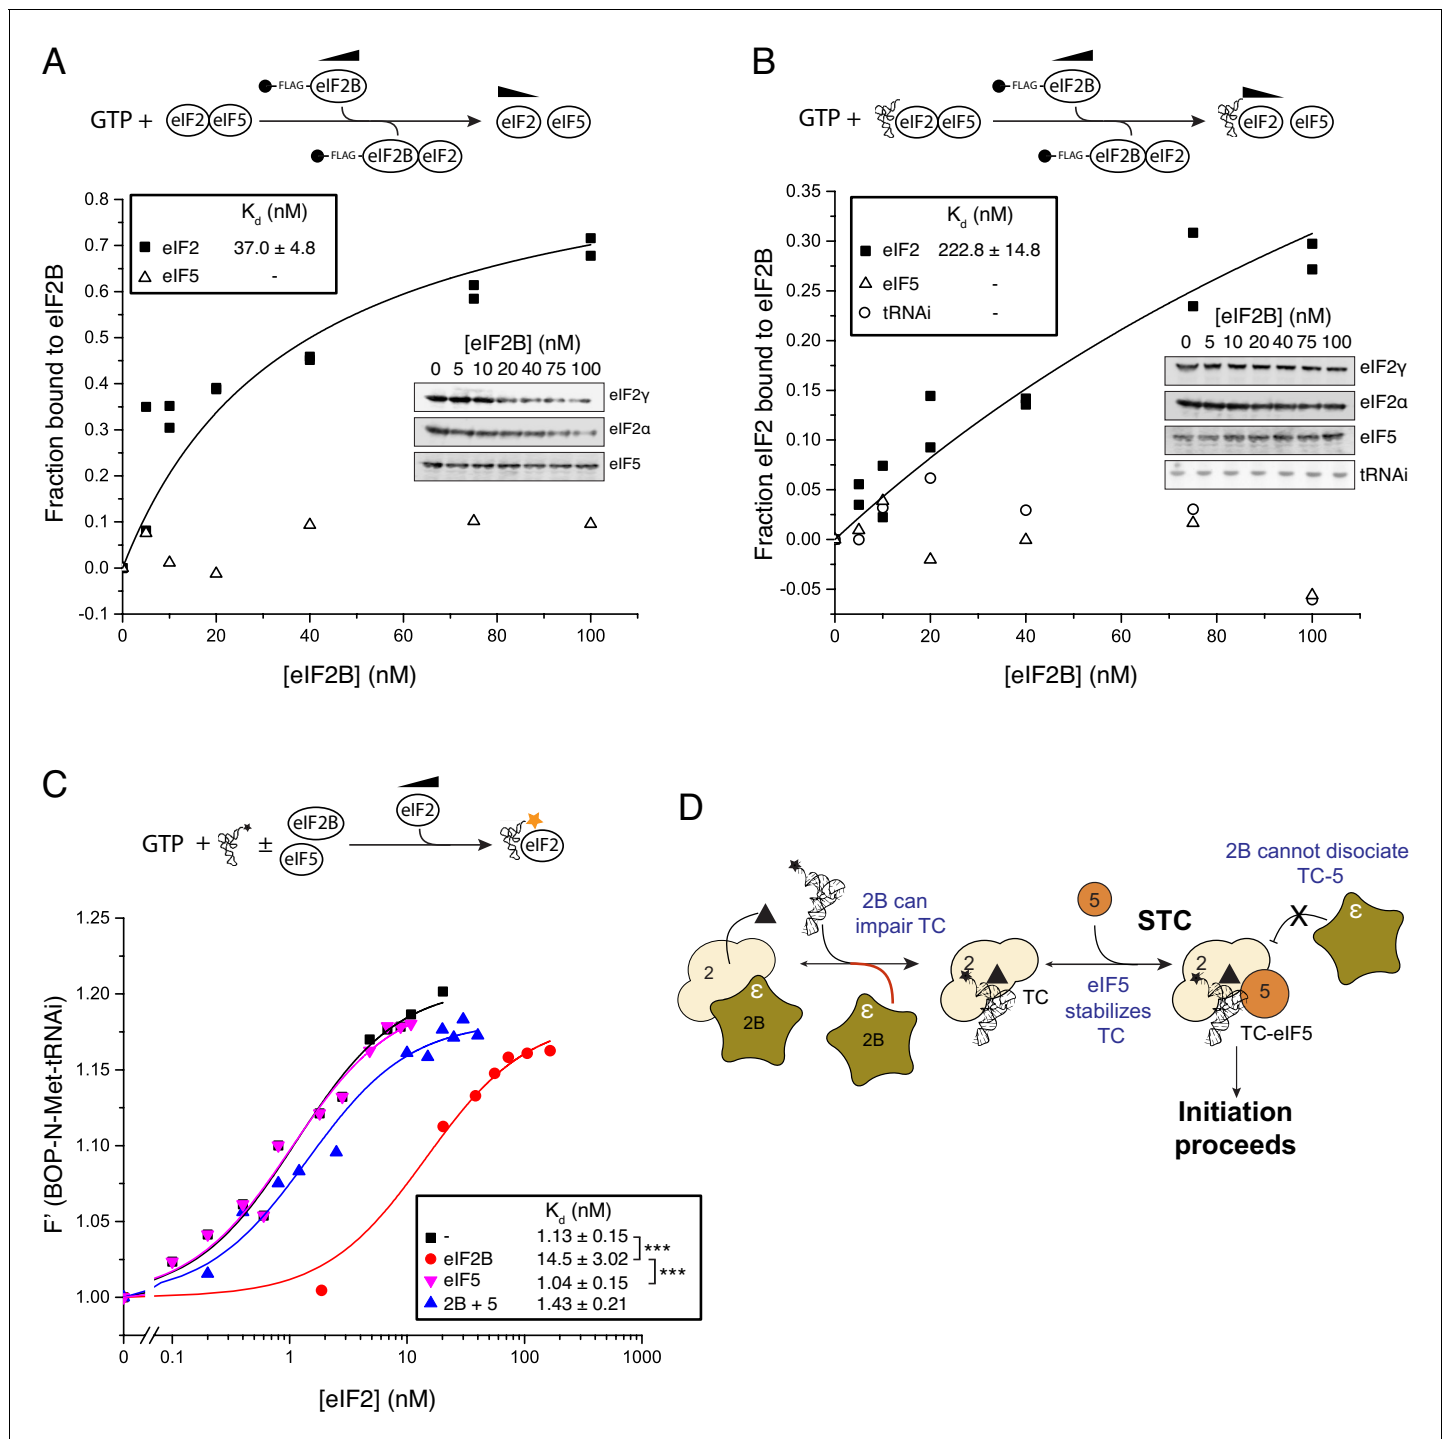 A
FLAG
eIF2B
GTP +
eIF2
eIF5
eIF2
eIF5
FLAG
eIF2B
eIF2
Fraction bound to eIF2B
0.8
0.7
0.6
0.5
0.4
0.3
0.2
0.1
0.0
-0.1
Kd (nM)
eIF2 37.0 ± 4.8
eIF5 -
[eIF2B] (nM)
0 5 10 20 40 75 100
eIF2γ
eIF2α
eIF5
0 20 40 60 80 100
[eIF2B] (nM)
B
FLAG
eIF2B
GTP +
eIF2
eIF5
eIF2
eIF5
FLAG
eIF2B
eIF2
Fraction eIF2 bound to eIF2B
0.35
0.30
0.25
0.20
0.15
0.10
0.05
0.00
-0.05
Kd (nM)
eIF2 222.8 ± 14.8
eIF5 -
tRNAi -
[eIF2B] (nM)
0 5 10 20 40 75 100
eIF2γ
eIF2α
eIF5
tRNAi
0 20 40 60 80 100
[eIF2B] (nM)
C
GTP + ±
eIF2B
eIF5
eIF2
eIF2
F' (BOP-N-Met-tRNAi)
1.25
1.20
1.15
1.10
1.05
1.00
Kd (nM)
- 1.13 ± 0.15
***
eIF2B 14.5 ± 3.02
***
eIF5 1.04 ± 0.15
2B + 5 1.43 ± 0.21
0 0.1 1 10 100 1000
[eIF2] (nM)
D
2
ε
2B
2B can
impair TC
ε
2B
2
TC
5
eIF5
stabilizes
TC
STC
2
5
TC-eIF5
2B cannot disociate
TC-5
X
ε
Initiation
proceeds